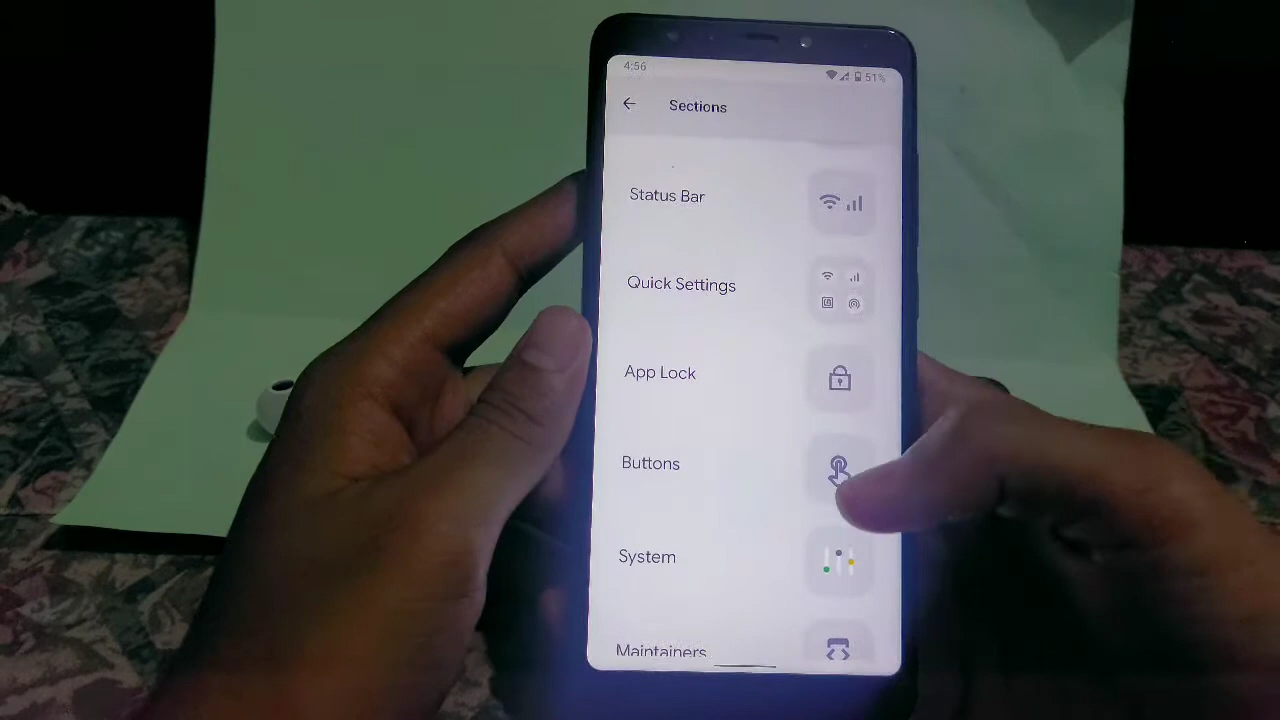 4:56
51%
Sections
Status Bar
Quick Settings
App Lock
Buttons
System
Maintainers